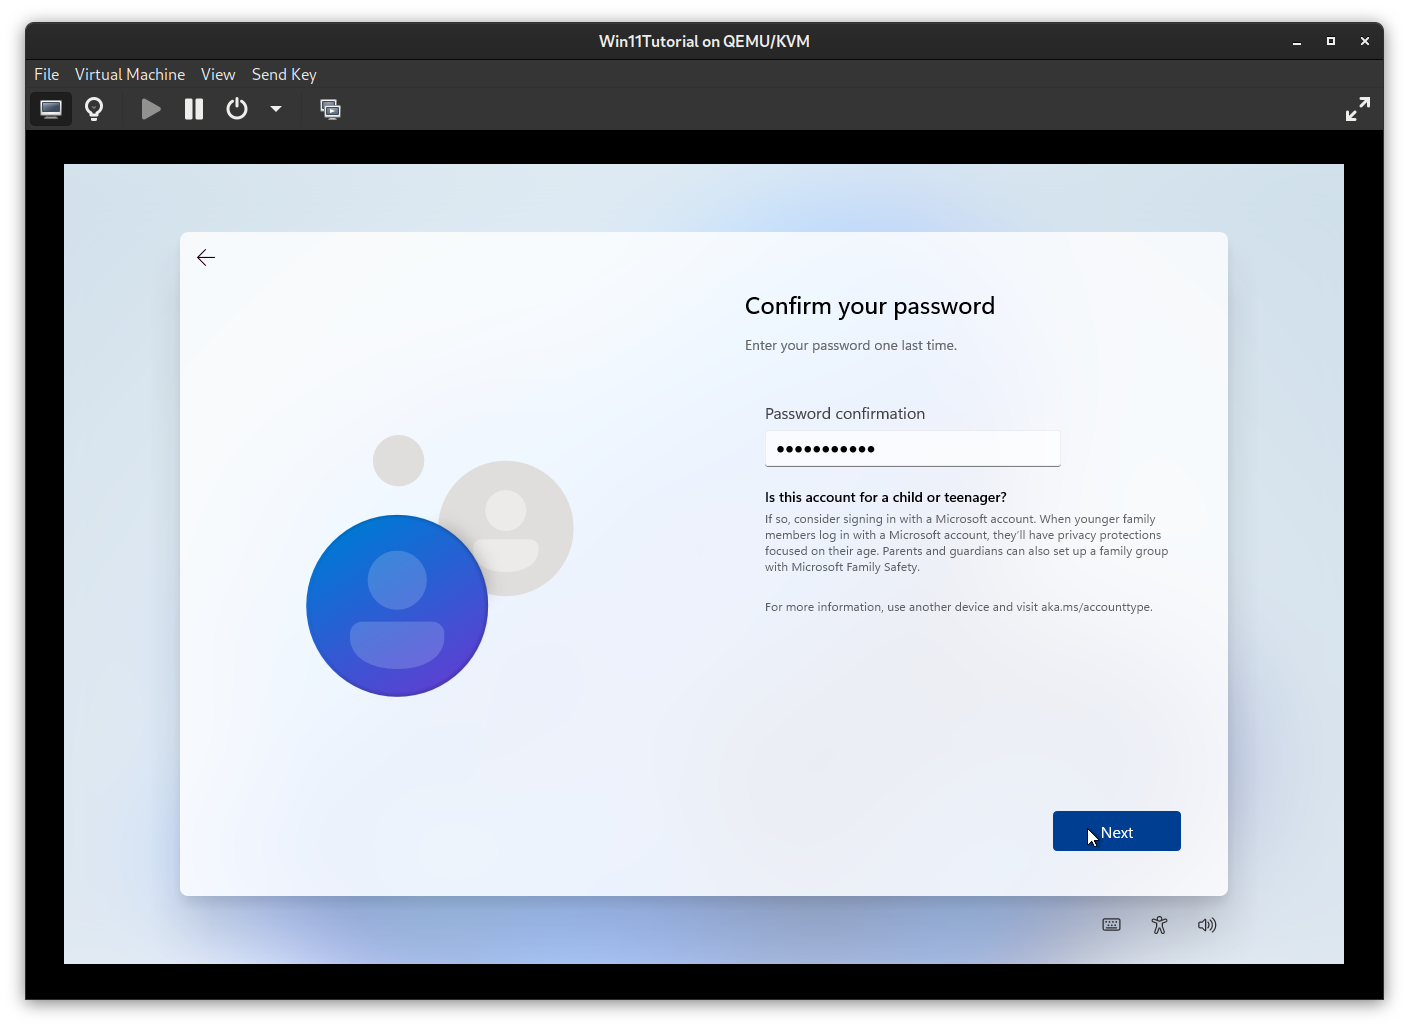 Win11Tutorial on QEMU/KVM
File Virtual Machine View Send Key
Confirm your password
Enter your password one last time.
Password confirmation
●●●●●●●●●●●
Is this account for a child or teenager?
If so, consider signing in with a Microsoft account. When younger family
members log in with a Microsoft account, they'll have privacy protections
focused on their age. Parents and guardians can also set up a family group
with Microsoft Family Safety.
For more information, use another device and visit aka.ms/accounttype.
Next